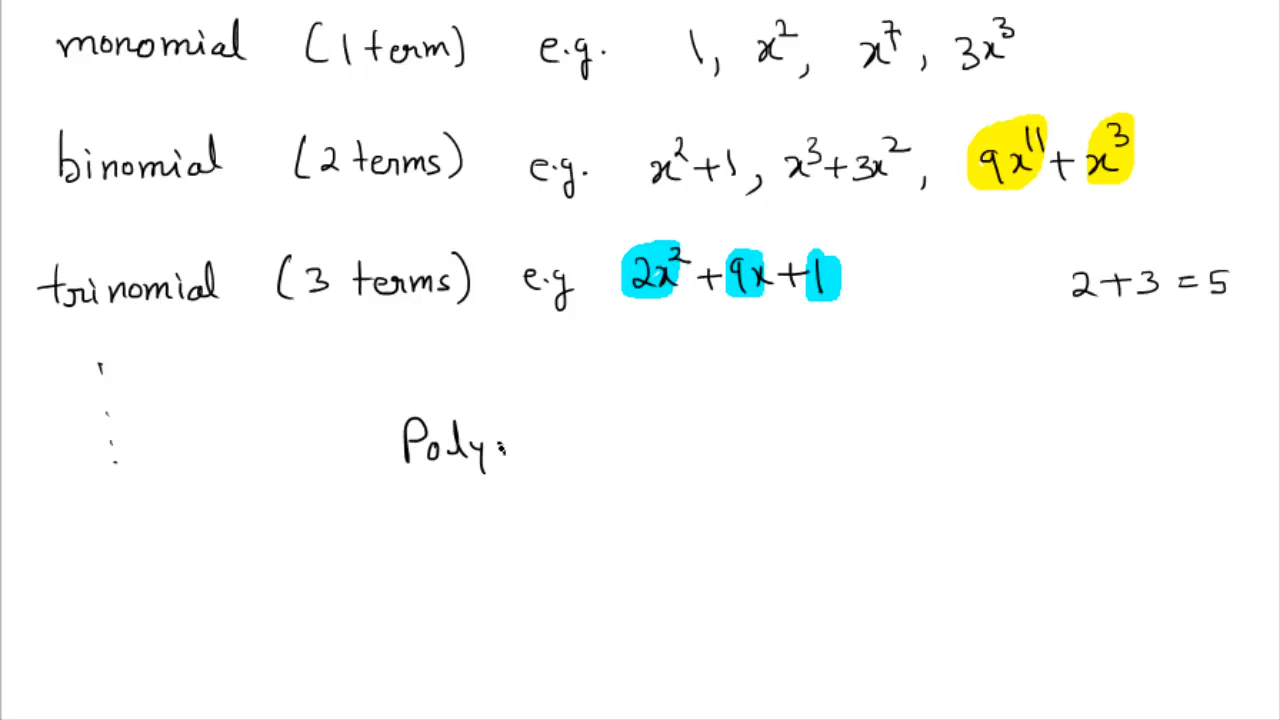 monomial (1 term) e.g. 1, x², x⁷, 3x³
binomial (2 terms) e.g. x²+1, x³+3x², 9x¹¹+x³
trinomial (3 terms) e.g 2x²+9x+1 2+3=5
Poly